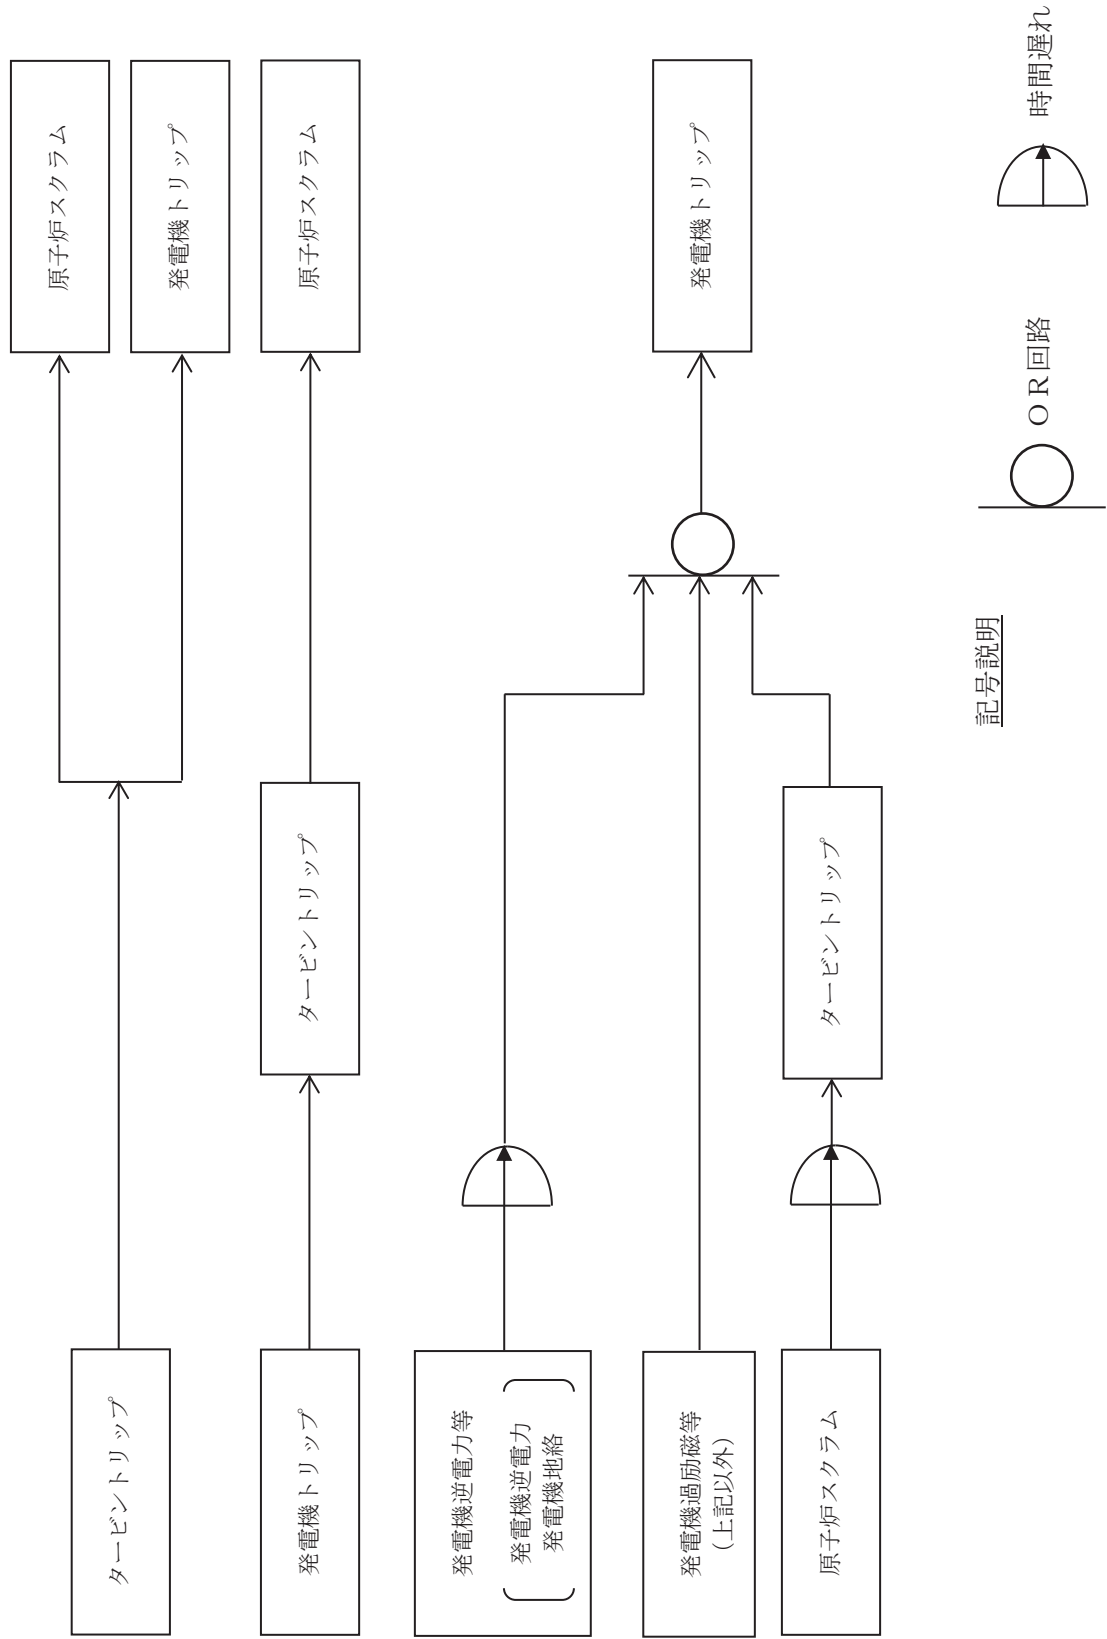 タービントリップ
原子炉スクラム
発電機トリップ
発電機トリップ
タービントリップ
原子炉スクラム
発電機逆電力等
発電機逆電力
発電機地絡
発電機過励磁等
(上記以外)
発電機トリップ
原子炉スクラム
タービントリップ
記号説明
OR回路
時間遅れ